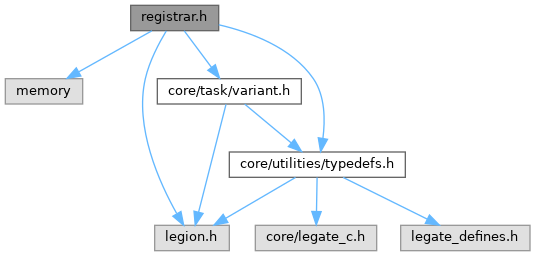 registrar.h
memory
core/task/variant.h
core/utilities/typedefs.h
legion.h
core/legate_c.h
legate_defines.h